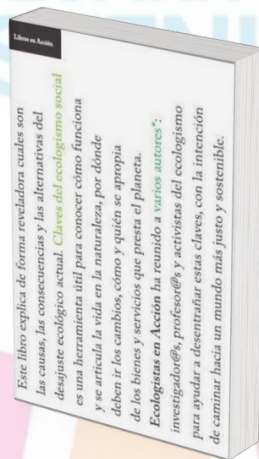 Libros en Acción
Este libro explica de forma reveladora cuales son
las causas, las consecuencias y las alternativas del
desajuste ecológico actual. Claves del ecologismo social
es una herramienta útil para conocer cómo funciona
y se articula la vida en la naturaleza, por dónde
deben ir los cambios, cómo y quién se apropia
de los bienes y servicios que presta el planeta.
Ecologistas en Acción ha reunido a varios autores*:
investigador@s, profesor@s y activistas del ecologismo
para ayudar a desentrañar estas claves, con la intención
de caminar hacia un mundo más justo y sostenible.